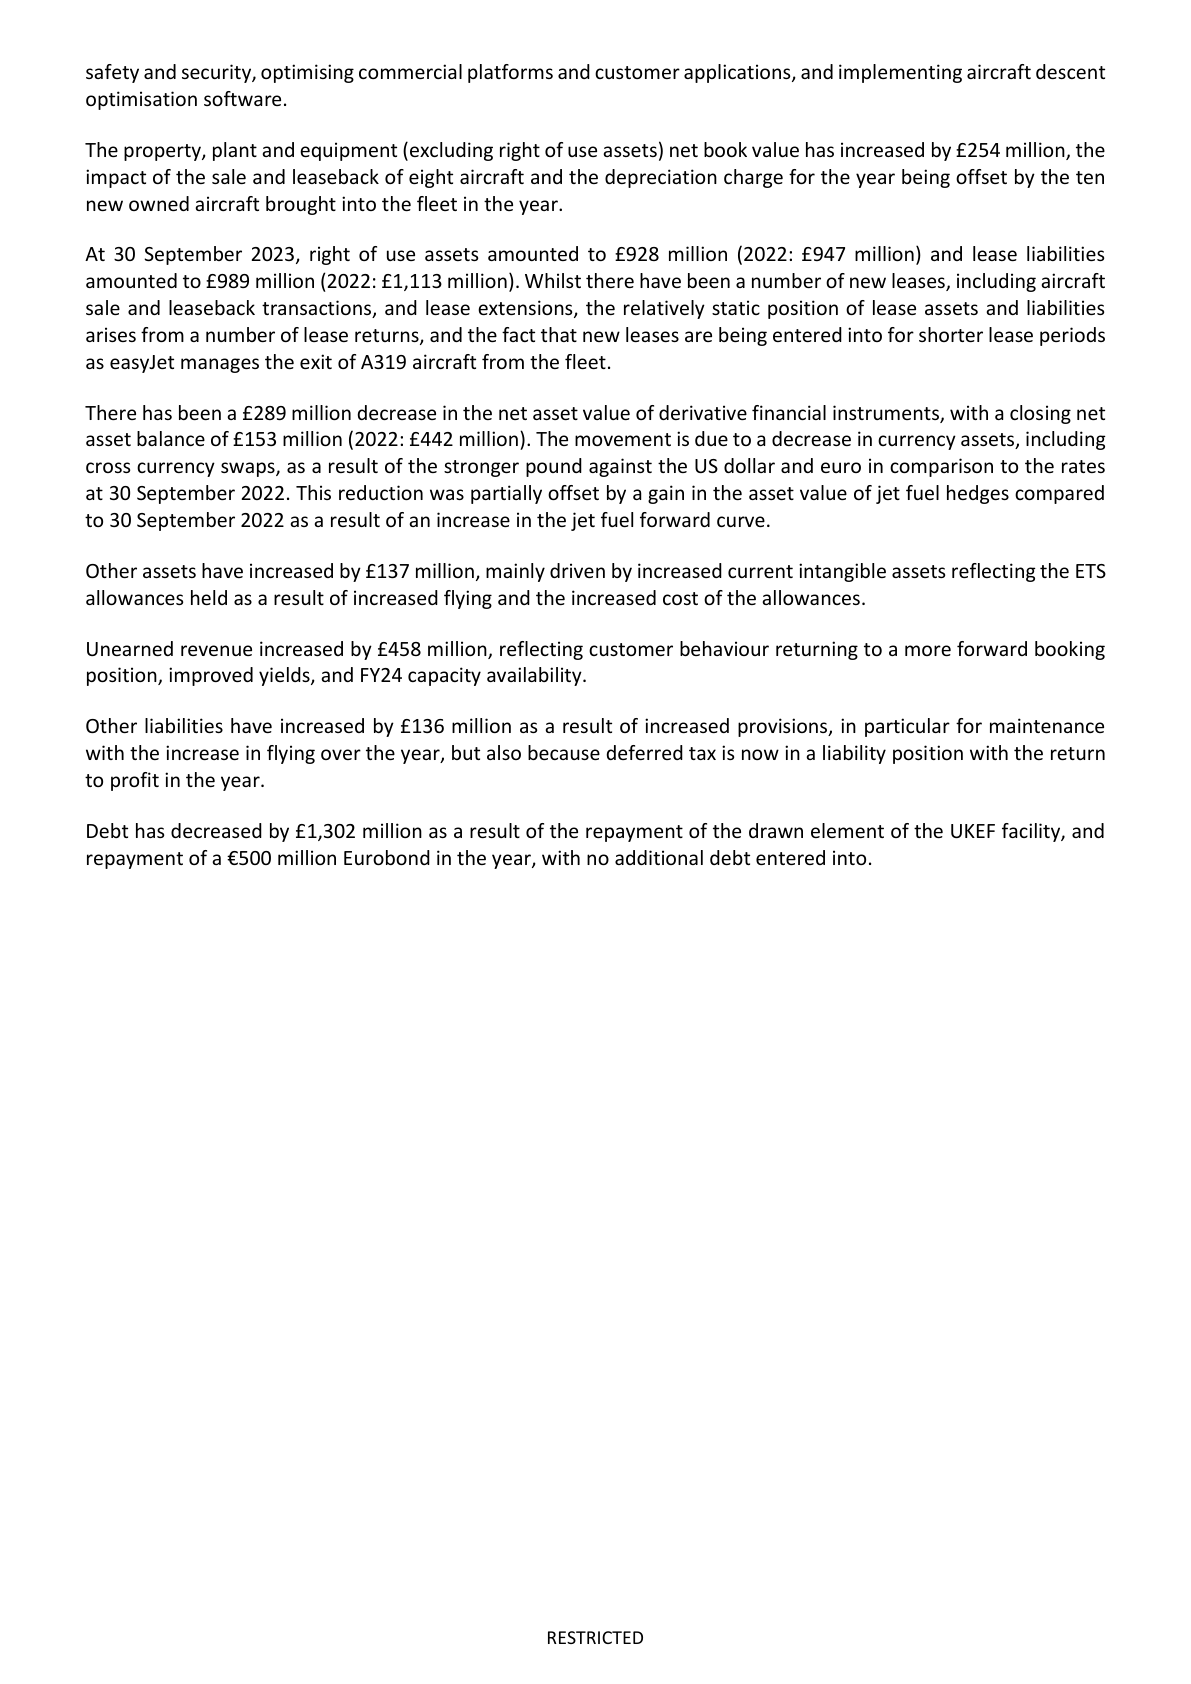 safety and security, optimising commercial platforms and customer applications, and implementing aircraft descent
optimisation software.
The property, plant and equipment (excluding right of use assets) net book value has increased by £254 million, the
impact of the sale and leaseback of eight aircraft and the depreciation charge for the year being offset by the ten
new owned aircraft brought into the fleet in the year.
At 30 September 2023, right of use assets amounted to £928 million (2022: £947 million) and lease liabilities
amounted to £989 million (2022: £1,113 million). Whilst there have been a number of new leases, including aircraft
sale and leaseback transactions, and lease extensions, the relatively static position of lease assets and liabilities
arises from a number of lease returns, and the fact that new leases are being entered into for shorter lease periods
as easyJet manages the exit of A319 aircraft from the fleet.
There has been a £289 million decrease in the net asset value of derivative financial instruments, with a closing net
asset balance of £153 million (2022: £442 million). The movement is due to a decrease in currency assets, including
cross currency swaps, as a result of the stronger pound against the US dollar and euro in comparison to the rates
at 30 September 2022. This reduction was partially offset by a gain in the asset value of jet fuel hedges compared
to 30 September 2022 as a result of an increase in the jet fuel forward curve.
Other assets have increased by £137 million, mainly driven by increased current intangible assets reflecting the ETS
allowances held as a result of increased flying and the increased cost of the allowances.
Unearned revenue increased by £458 million, reflecting customer behaviour returning to a more forward booking
position, improved yields, and FY24 capacity availability.
Other liabilities have increased by £136 million as a result of increased provisions, in particular for maintenance
with the increase in flying over the year, but also because deferred tax is now in a liability position with the return
to profit in the year.
Debt has decreased by £1,302 million as a result of the repayment of the drawn element of the UKEF facility, and
repayment of a €500 million Eurobond in the year, with no additional debt entered into.
RESTRICTED